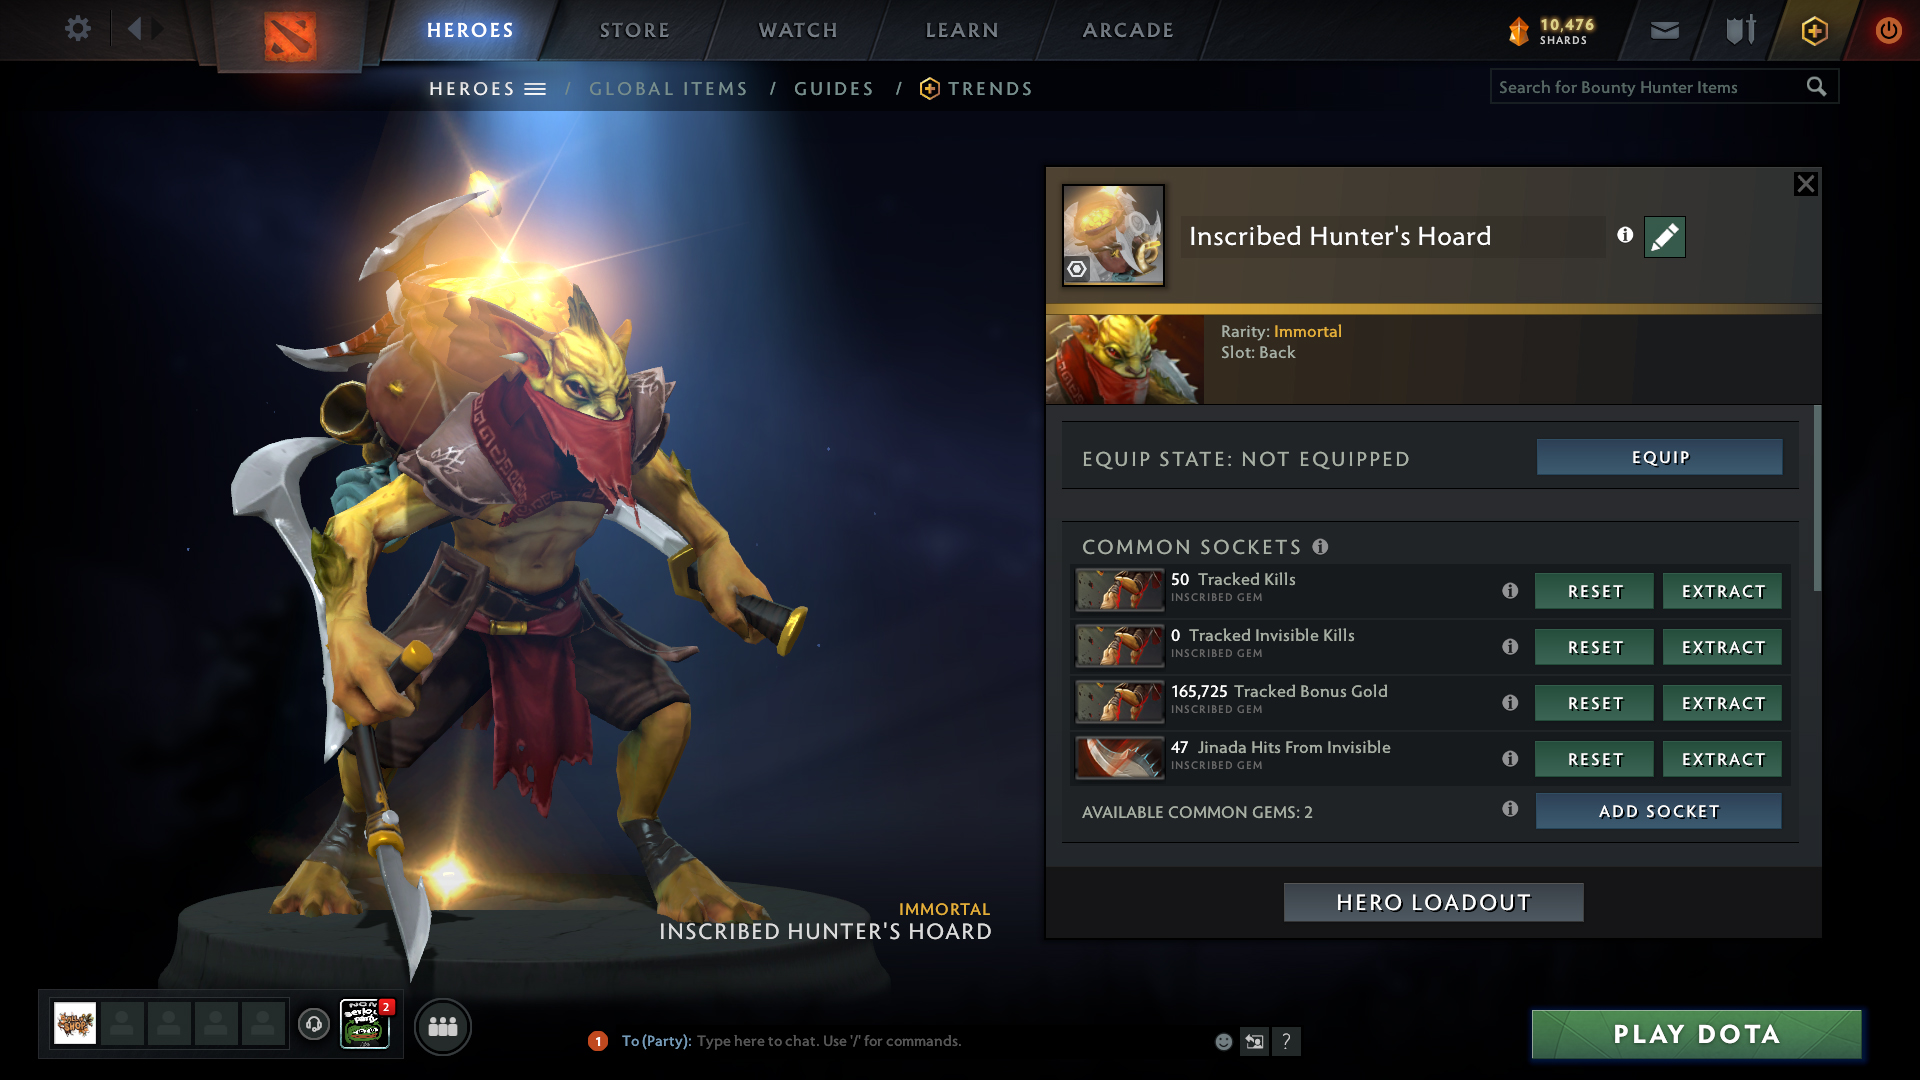 HEROES
STORE
WATCH
LEARN
ARCADE
10,476
SHARDS
HEROES / GLOBAL ITEMS / GUIDES / TRENDS
Search for Bounty Hunter Items
Inscribed Hunter's Hoard
Rarity: Immortal
Slot: Back
EQUIP STATE: NOT EQUIPPED
EQUIP
COMMON SOCKETS
50 Tracked Kills
INSCRIBED GEM
RESET
EXTRACT
0 Tracked Invisible Kills
INSCRIBED GEM
RESET
EXTRACT
165,725 Tracked Bonus Gold
INSCRIBED GEM
RESET
EXTRACT
47 Jinada Hits From Invisible
INSCRIBED GEM
RESET
EXTRACT
AVAILABLE COMMON GEMS: 2
ADD SOCKET
HERO LOADOUT
IMMORTAL
INSCRIBED HUNTER'S HOARD
2
1
To (Party): Type here to chat. Use '/' for commands.
?
PLAY DOTA